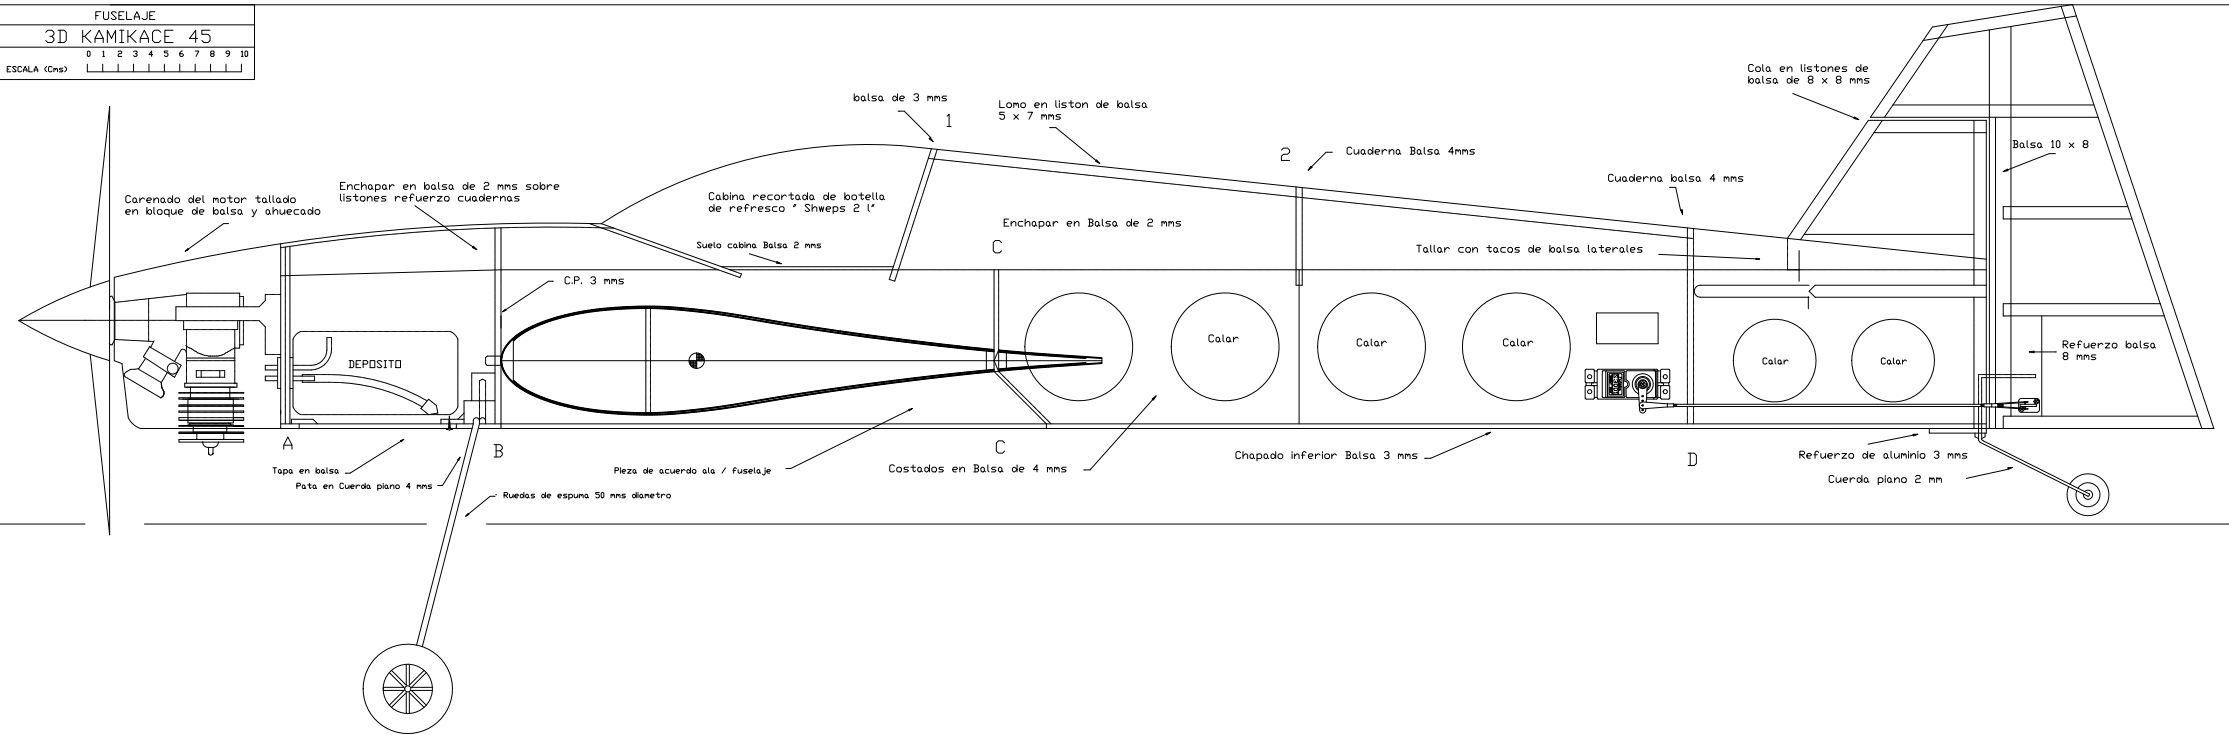 FUSELAJE
3D KAMIKACE 45
0 1 2 3 4 5 6 7 8 9 10
ESCALA (Cms)
Cola en listones de
balsa de 8 x 8 mms
balsa de 3 mms
Lomo en liston de balsa
5 x 7 mms
1
2
Cuaderna Balsa 4mms
Balsa 10 x 8
Cuaderna balsa 4 mms
Carenado del motor tallado
en bloque de balsa y ahuecado
Enchapar en balsa de 2 mms sobre
listones refuerzo cuadernas
Cabina recortada de botella
de refresco " Shweps 2 l"
Enchapar en Balsa de 2 mms
Suelo cabina Balsa 2 mms
C
Tallar con tacos de balsa laterales
C.P. 3 mms
Calar
Calar
Calar
Calar
Calar
Refuerzo balsa
8 mms
DEPOSITO
A
B
C
D
Tapa en balsa
Pata en Cuerda piano 4 mms
Pieza de acuerdo ala / fuselaje
Costados en Balsa de 4 mms
Chapado inferior Balsa 3 mms
Refuerzo de aluminio 3 mms
Cuerda piano 2 mm
Ruedas de espuma 50 mms diametro